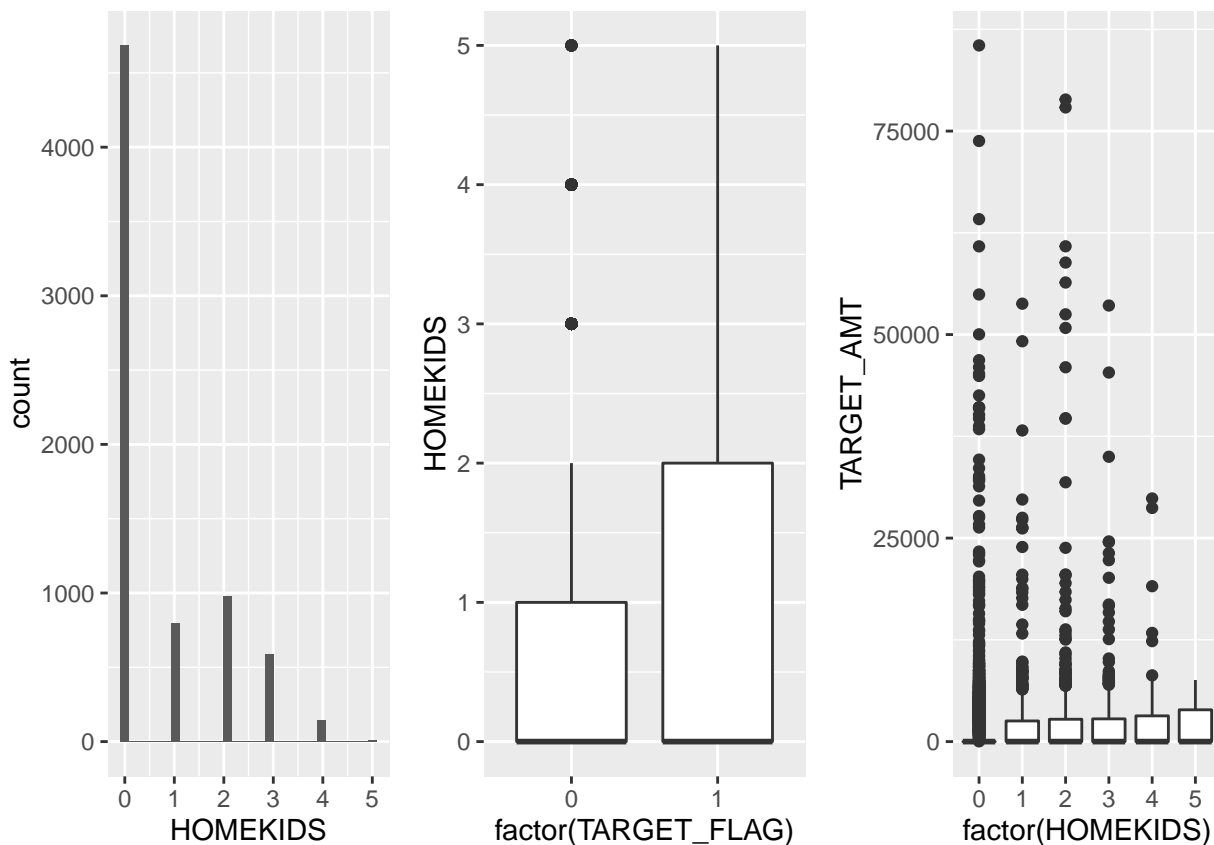 4000
3000
2000
1000
0
count
0 1 2 3 4 5
HOMEKIDS
5
4
3
2
1
0
HOMEKIDS
0 1
factor(TARGET_FLAG)
75000
50000
25000
0
TARGET_AMT
0 1 2 3 4 5
factor(HOMEKIDS)